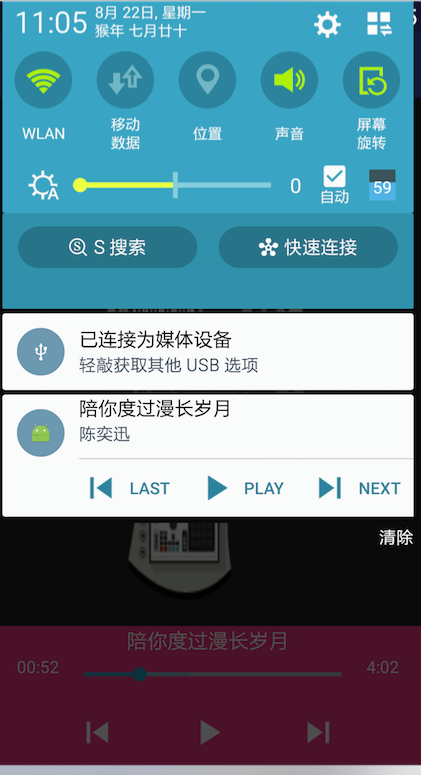 11:05
8月 22日, 星期一
猴年 七月廿十
WLAN
移动
数据
位置
声音
屏幕
旋转
A
0
自动
59
S 搜索
快速连接
已连接为媒体设备
轻敲获取其他 USB 选项
陪你度过漫长岁月
陈奕迅
LAST
PLAY
NEXT
清除
陪你度过漫长岁月
00:52
4:02